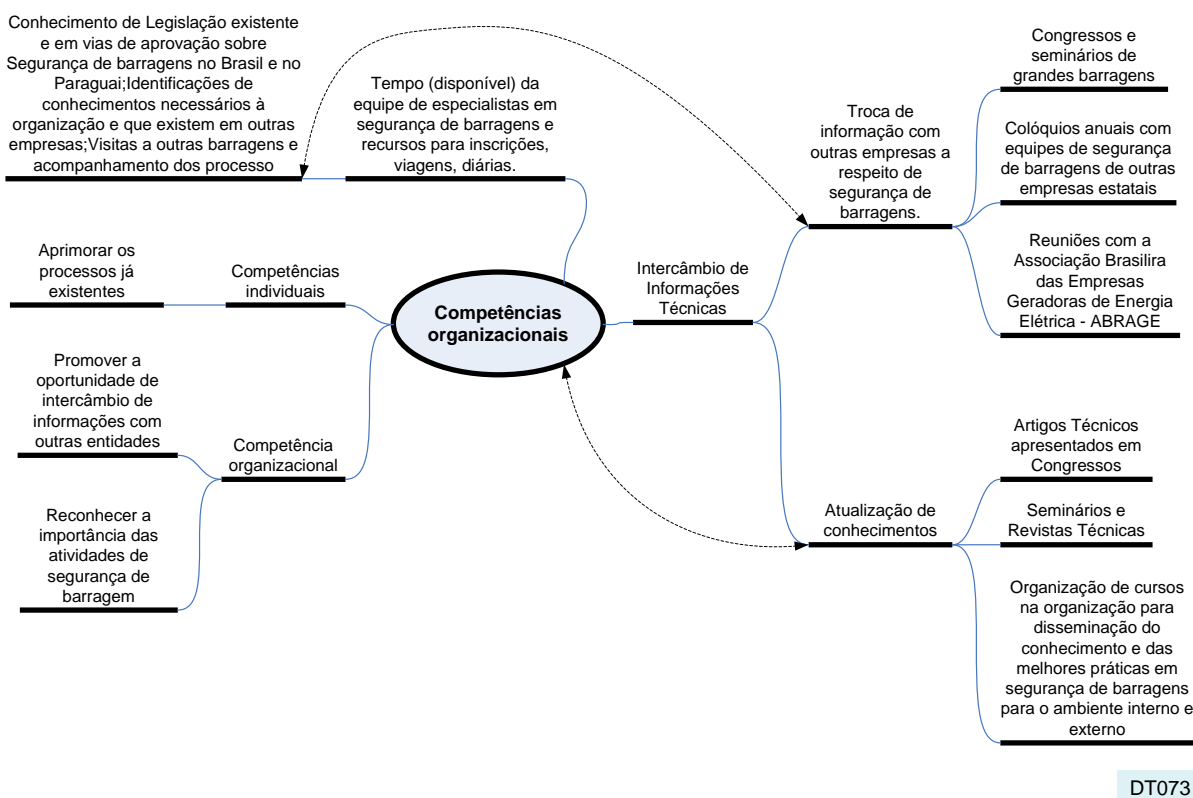 Conhecimento de Legislação existente
e em vias de aprovação sobre
Segurança de barragens no Brasil e no
Paraguai;Identificações de
conhecimentos necessários à
organização e que existem em outras
empresas;Visitas a outras barragens e
acompanhamento dos processo
Tempo (disponível) da
equipe de especialistas em
segurança de barragens e
recursos para inscrições,
viagens, diárias.
Aprimorar os
processos já
existentes
Competências
individuais
Promover a
oportunidade de
intercâmbio de
informações com
outras entidades
Competência
organizacional
Reconhecer a
importância das
atividades de
segurança de
barragem
Competências
organizacionais
Intercâmbio de
Informações
Técnicas
Troca de
informação com
outras empresas a
respeito de
segurança de
barragens.
Congressos e
seminários de
grandes barragens
Colóquios anuais com
equipes de segurança
de barragens de outras
empresas estatais
Reuniões com a
Associação Brasilira
das Empresas
Geradoras de Energia
Elétrica - ABRAGE
Atualização de
conhecimentos
Artigos Técnicos
apresentados em
Congressos
Seminários e
Revistas Técnicas
Organização de cursos
na organização para
disseminação do
conhecimento e das
melhores práticas em
segurança de barragens
para o ambiente interno e
externo
DT073